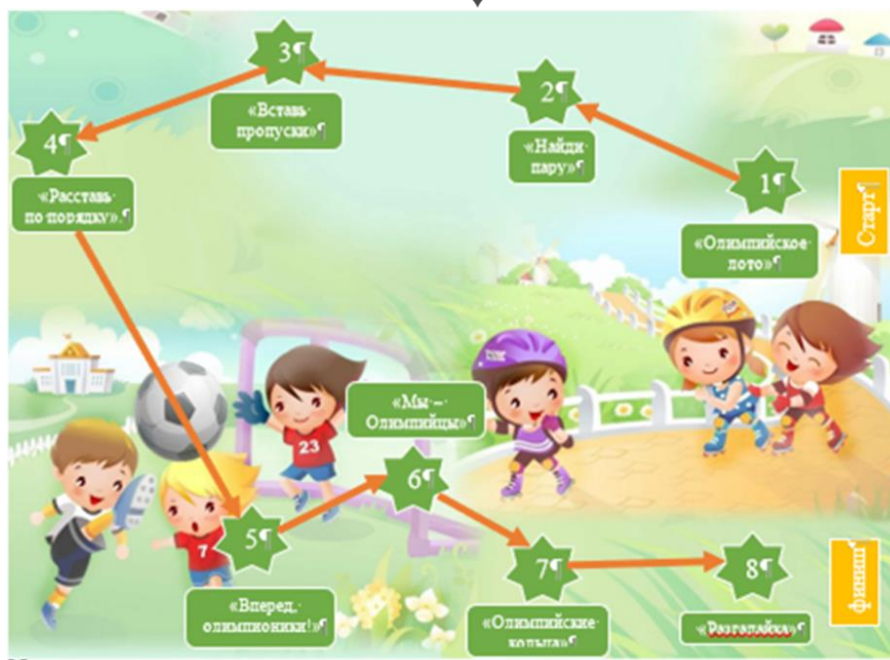 Старт¶
1¶
«Олимпийское
лото»¶
2¶
«Найди
пару»¶
3¶
«Вставь
пропуски»¶
4¶
«Расставь
по порядку».¶
5¶
«Вперед,
олимпионики!»¶
6¶
«Мы –
Олимпийцы»¶
7¶
«Олимпийские
кольца»¶
8¶
«Разгадайка»¶
финиш¶
23
7